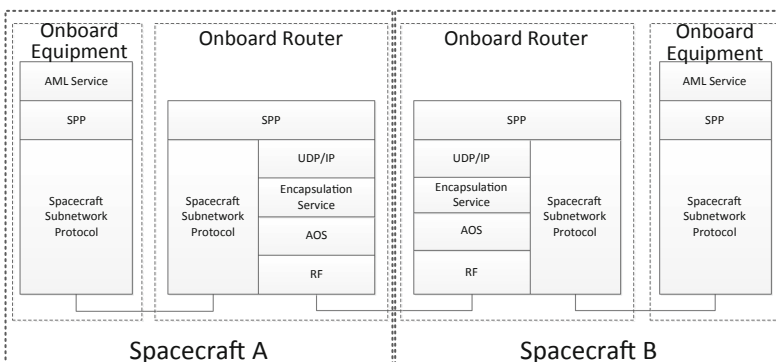 Onboard
Equipment
AML Service
SPP
Spacecraft
Subnetwork
Protocol
Onboard Router
SPP
Spacecraft
Subnetwork
Protocol
UDP/IP
Encapsulation
Service
AOS
RF
Spacecraft A
Onboard Router
SPP
UDP/IP
Encapsulation
Service
AOS
RF
Spacecraft
Subnetwork
Protocol
Onboard
Equipment
AML Service
SPP
Spacecraft
Subnetwork
Protocol
Spacecraft B